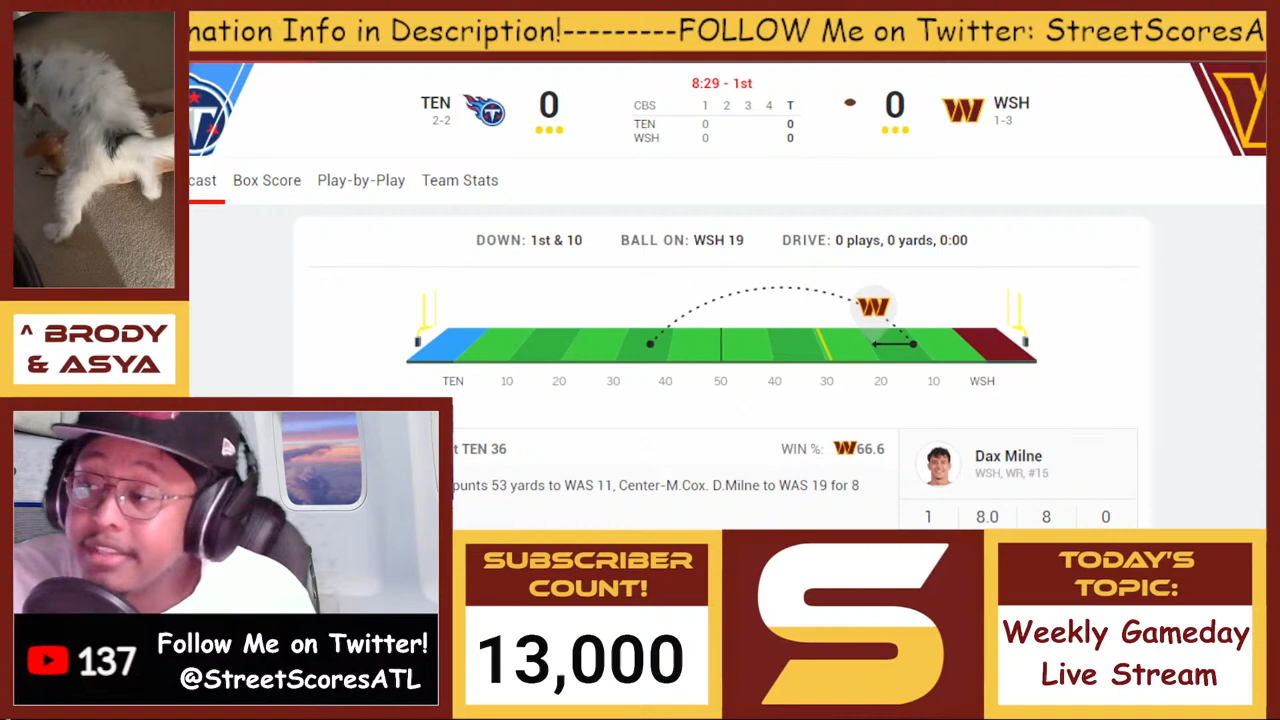 nation Info in Description!---------FOLLOW Me on Twitter: StreetScoresA
TEN
2-2
0
8:29 - 1st
CBS 1 2 3 4 T
TEN 0 0
WSH 0 0
0
WSH
1-3
cast Box Score Play-by-Play Team Stats
DOWN: 1st & 10 BALL ON: WSH 19 DRIVE: 0 plays, 0 yards, 0:00
TEN 10 20 30 40 50 40 30 20 10 WSH
^ BRODY
& ASYA
t TEN 36 WIN %: 66.6
punts 53 yards to WAS 11, Center-M.Cox. D.Milne to WAS 19 for 8
Dax Milne
WSH, WR, #15
1 8.0 8 0
137
Follow Me on Twitter!
@StreetScoresATL
SUBSCRIBER
COUNT!
13,000
S
TODAY'S
TOPIC:
Weekly Gameday
Live Stream